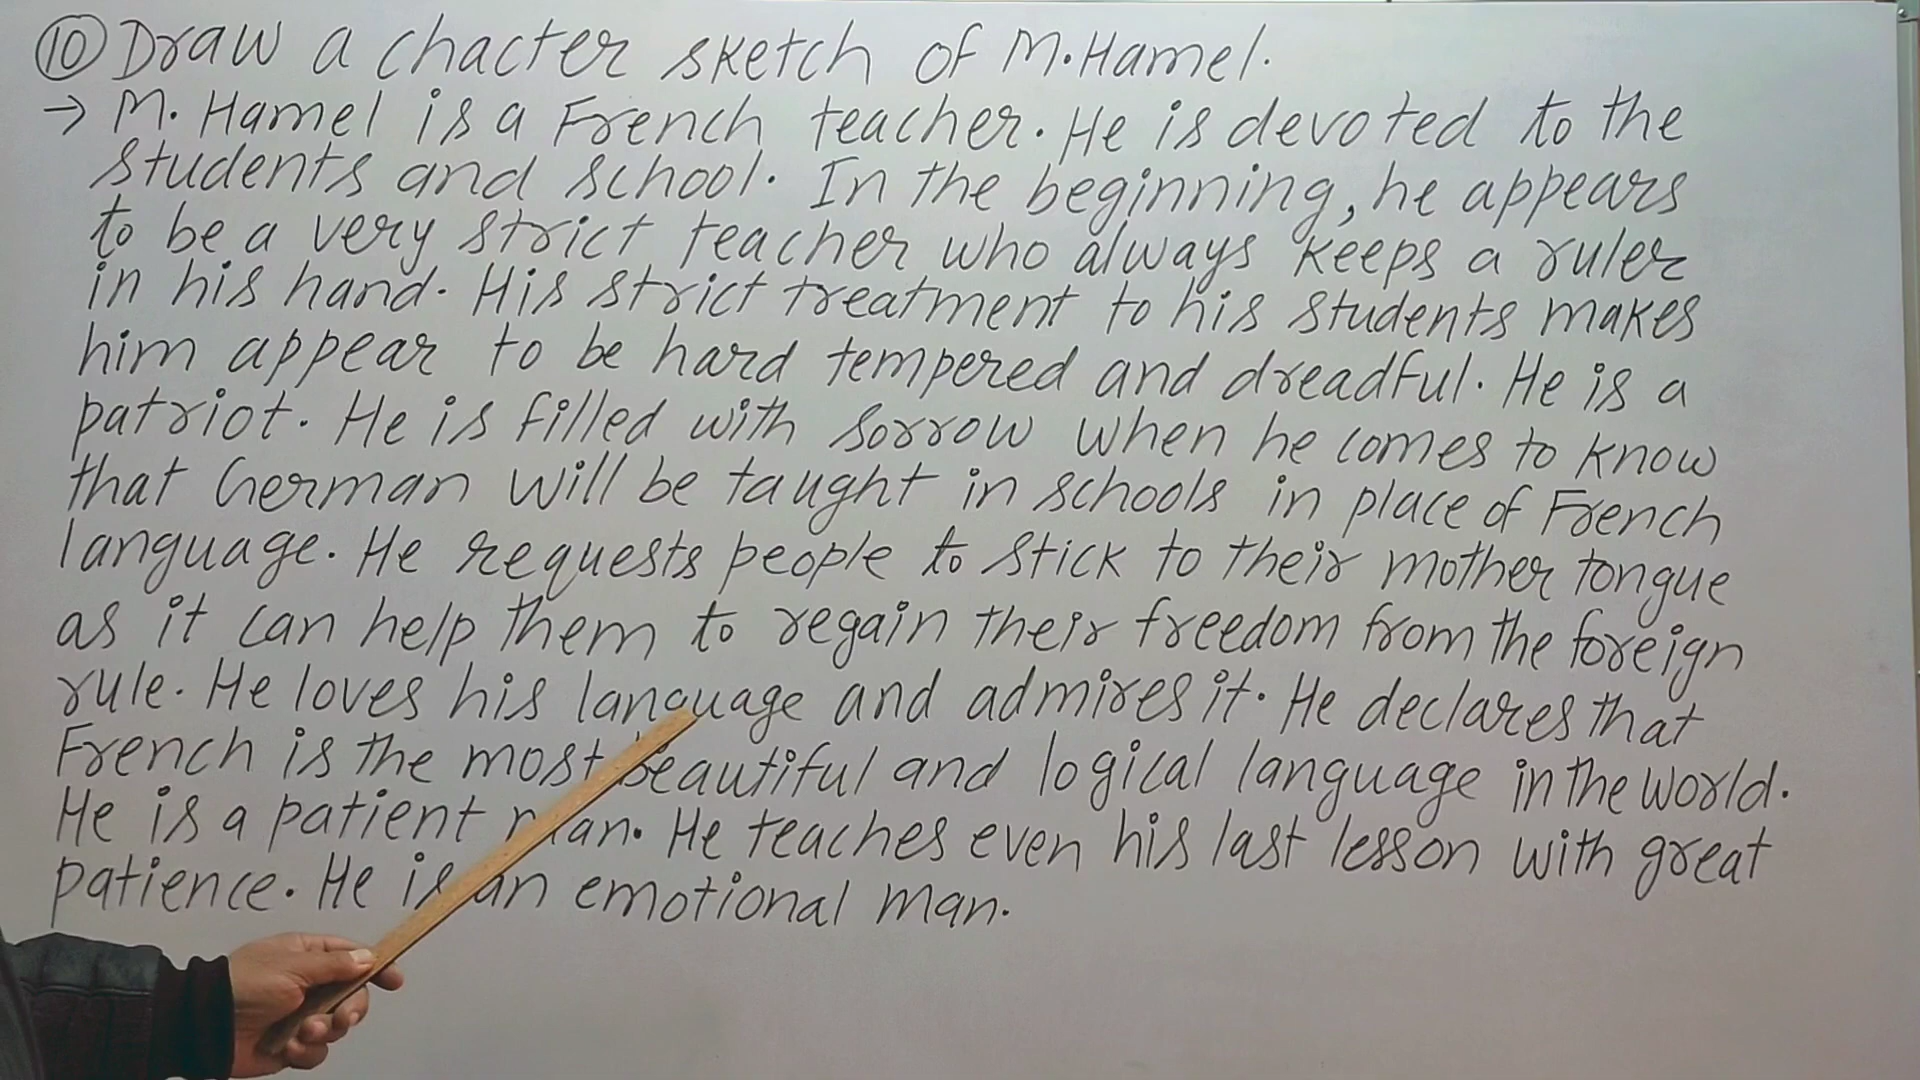 ⑩ Draw a chacter sketch of M.Hamel.
→ M. Hamel is a French teacher. He is devoted to the
students and school. In the beginning, he appears
to be a very strict teacher who always keeps a ruler
in his hand. His strict treatment to his students makes
him appear to be hard tempered and dreadful. He is a
patriot. He is filled with sorrow when he comes to know
that German will be taught in schools in place of French
language. He requests people to stick to their mother tongue
as it can help them to regain their freedom from the foreign
rule. He loves his language and admires it. He declares that
French is the most beautiful and logical language in the world.
He is a patient man. He teaches even his last lesson with great
patience. He is an emotional man.